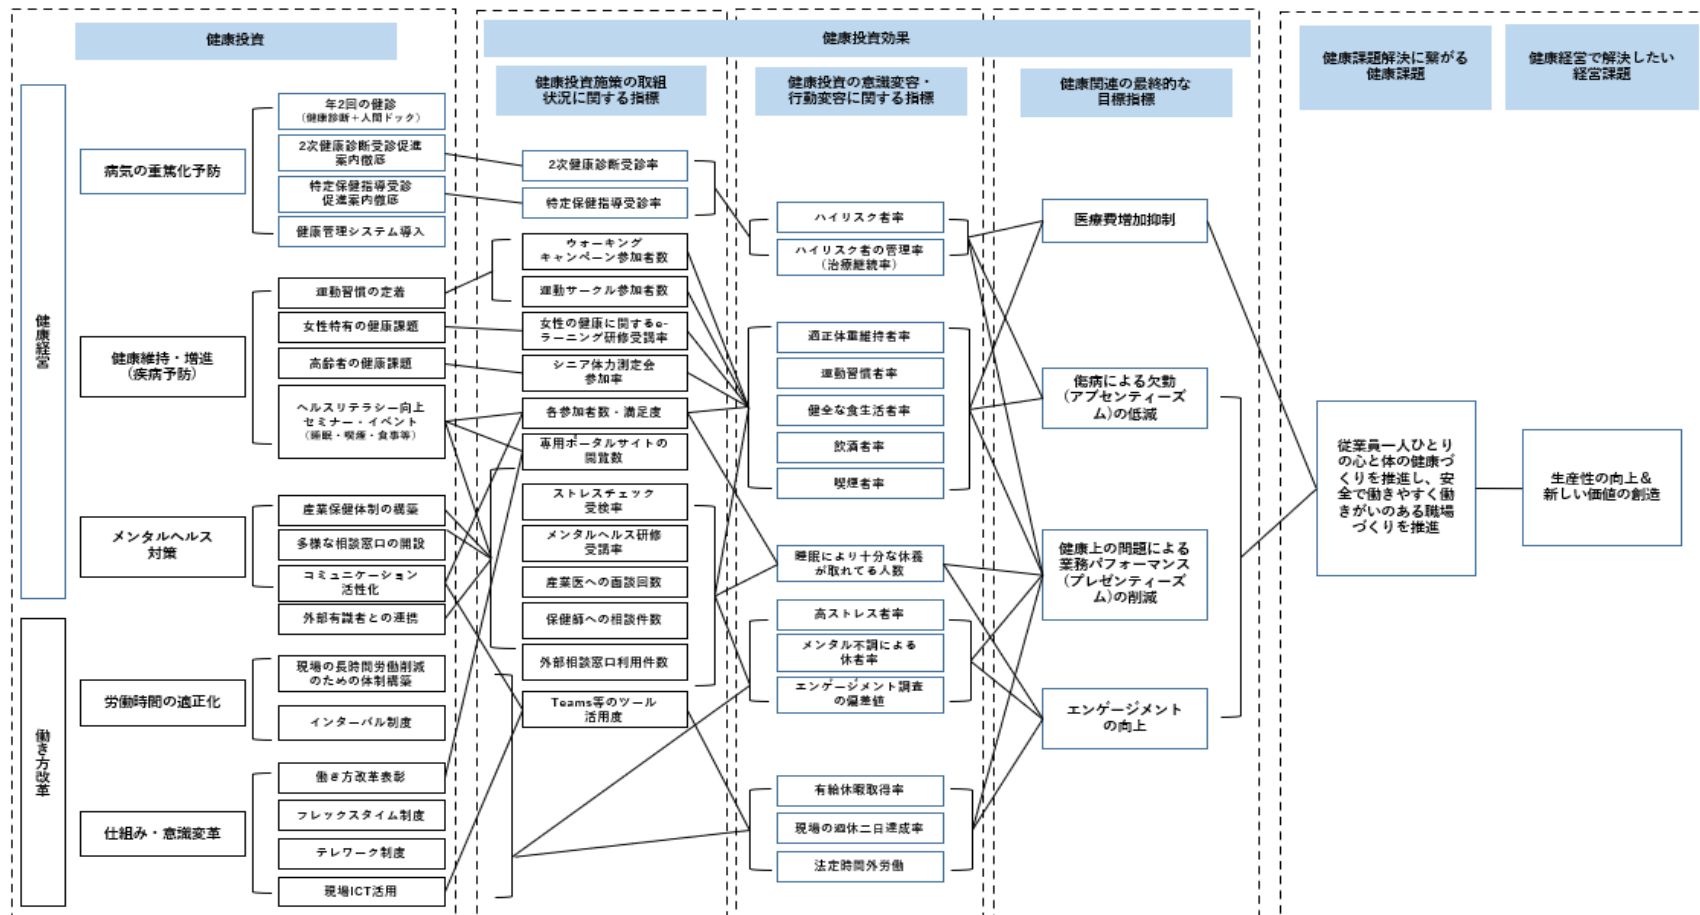 健康投資
健康投資効果
健康課題解決に繋がる
健康課題
健康経営で解決したい
経営課題
健康投資施策の取組
状況に関する指標
健康投資の意識変容・
行動変容に関する指標
健康関連の最終的な
目標指標
健康経営
病気の重篤化予防
年2回の健診
（健康診断＋人間ドック）
2次健康診断受診促進
案内徹底
特定保健指導受診
促進案内徹底
健康管理システム導入
健康維持・増進
（疾病予防）
運動習慣の定着
女性特有の健康課題
高齢者の健康課題
ヘルスリテラシー向上
セミナー・イベント
（睡眠・喫煙・食事等）
メンタルヘルス
対策
産業保健体制の構築
多様な相談窓口の開設
コミュニケーション
活性化
外部有識者との連携
働き方改革
労働時間の適正化
現場の長時間労働削減
のための体制構築
インターバル制度
仕組み・意識変革
働き方改革表彰
フレックスタイム制度
テレワーク制度
現場ICT活用
2次健康診断受診率
特定保健指導受診率
ウォーキング
キャンペーン参加者数
運動サークル参加者数
女性の健康に関するe-
ラーニング研修受講率
シニア体力測定会
参加率
各参加者数・満足度
専用ポータルサイトの
閲覧数
ストレスチェック
受検率
メンタルヘルス研修
受講率
産業医への面談回数
保健師への相談件数
外部相談窓口利用件数
Teams等のツール
活用度
ハイリスク者率
ハイリスク者の管理率
（治療継続率）
適正体重維持者率
運動習慣者率
健全な食生活者率
飲酒者率
喫煙者率
睡眠により十分な休養
が取れてる人数
高ストレス者率
メンタル不調による
休者率
エンゲージメント調査
の偏差値
有給休暇取得率
現場の週休二日達成率
法定時間外労働
医療費増加抑制
傷病による欠勤
（アブセンティーズ
ム）の低減
健康上の問題による
業務パフォーマンス
（プレゼンティーズ
ム）の削減
エンゲージメント
の向上
従業員一人ひとり
の心と体の健康づ
くりを推進し、安
全で働きやすく働
きがいのある職場
づくりを推進
生産性の向上＆
新しい価値の創造